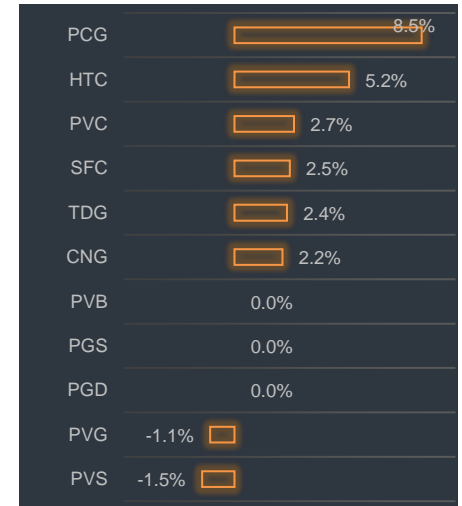 PCG 8.5%
HTC 5.2%
PVC 2.7%
SFC 2.5%
TDG 2.4%
CNG 2.2%
PVB 0.0%
PGS 0.0%
PGD 0.0%
PVG -1.1%
PVS -1.5%